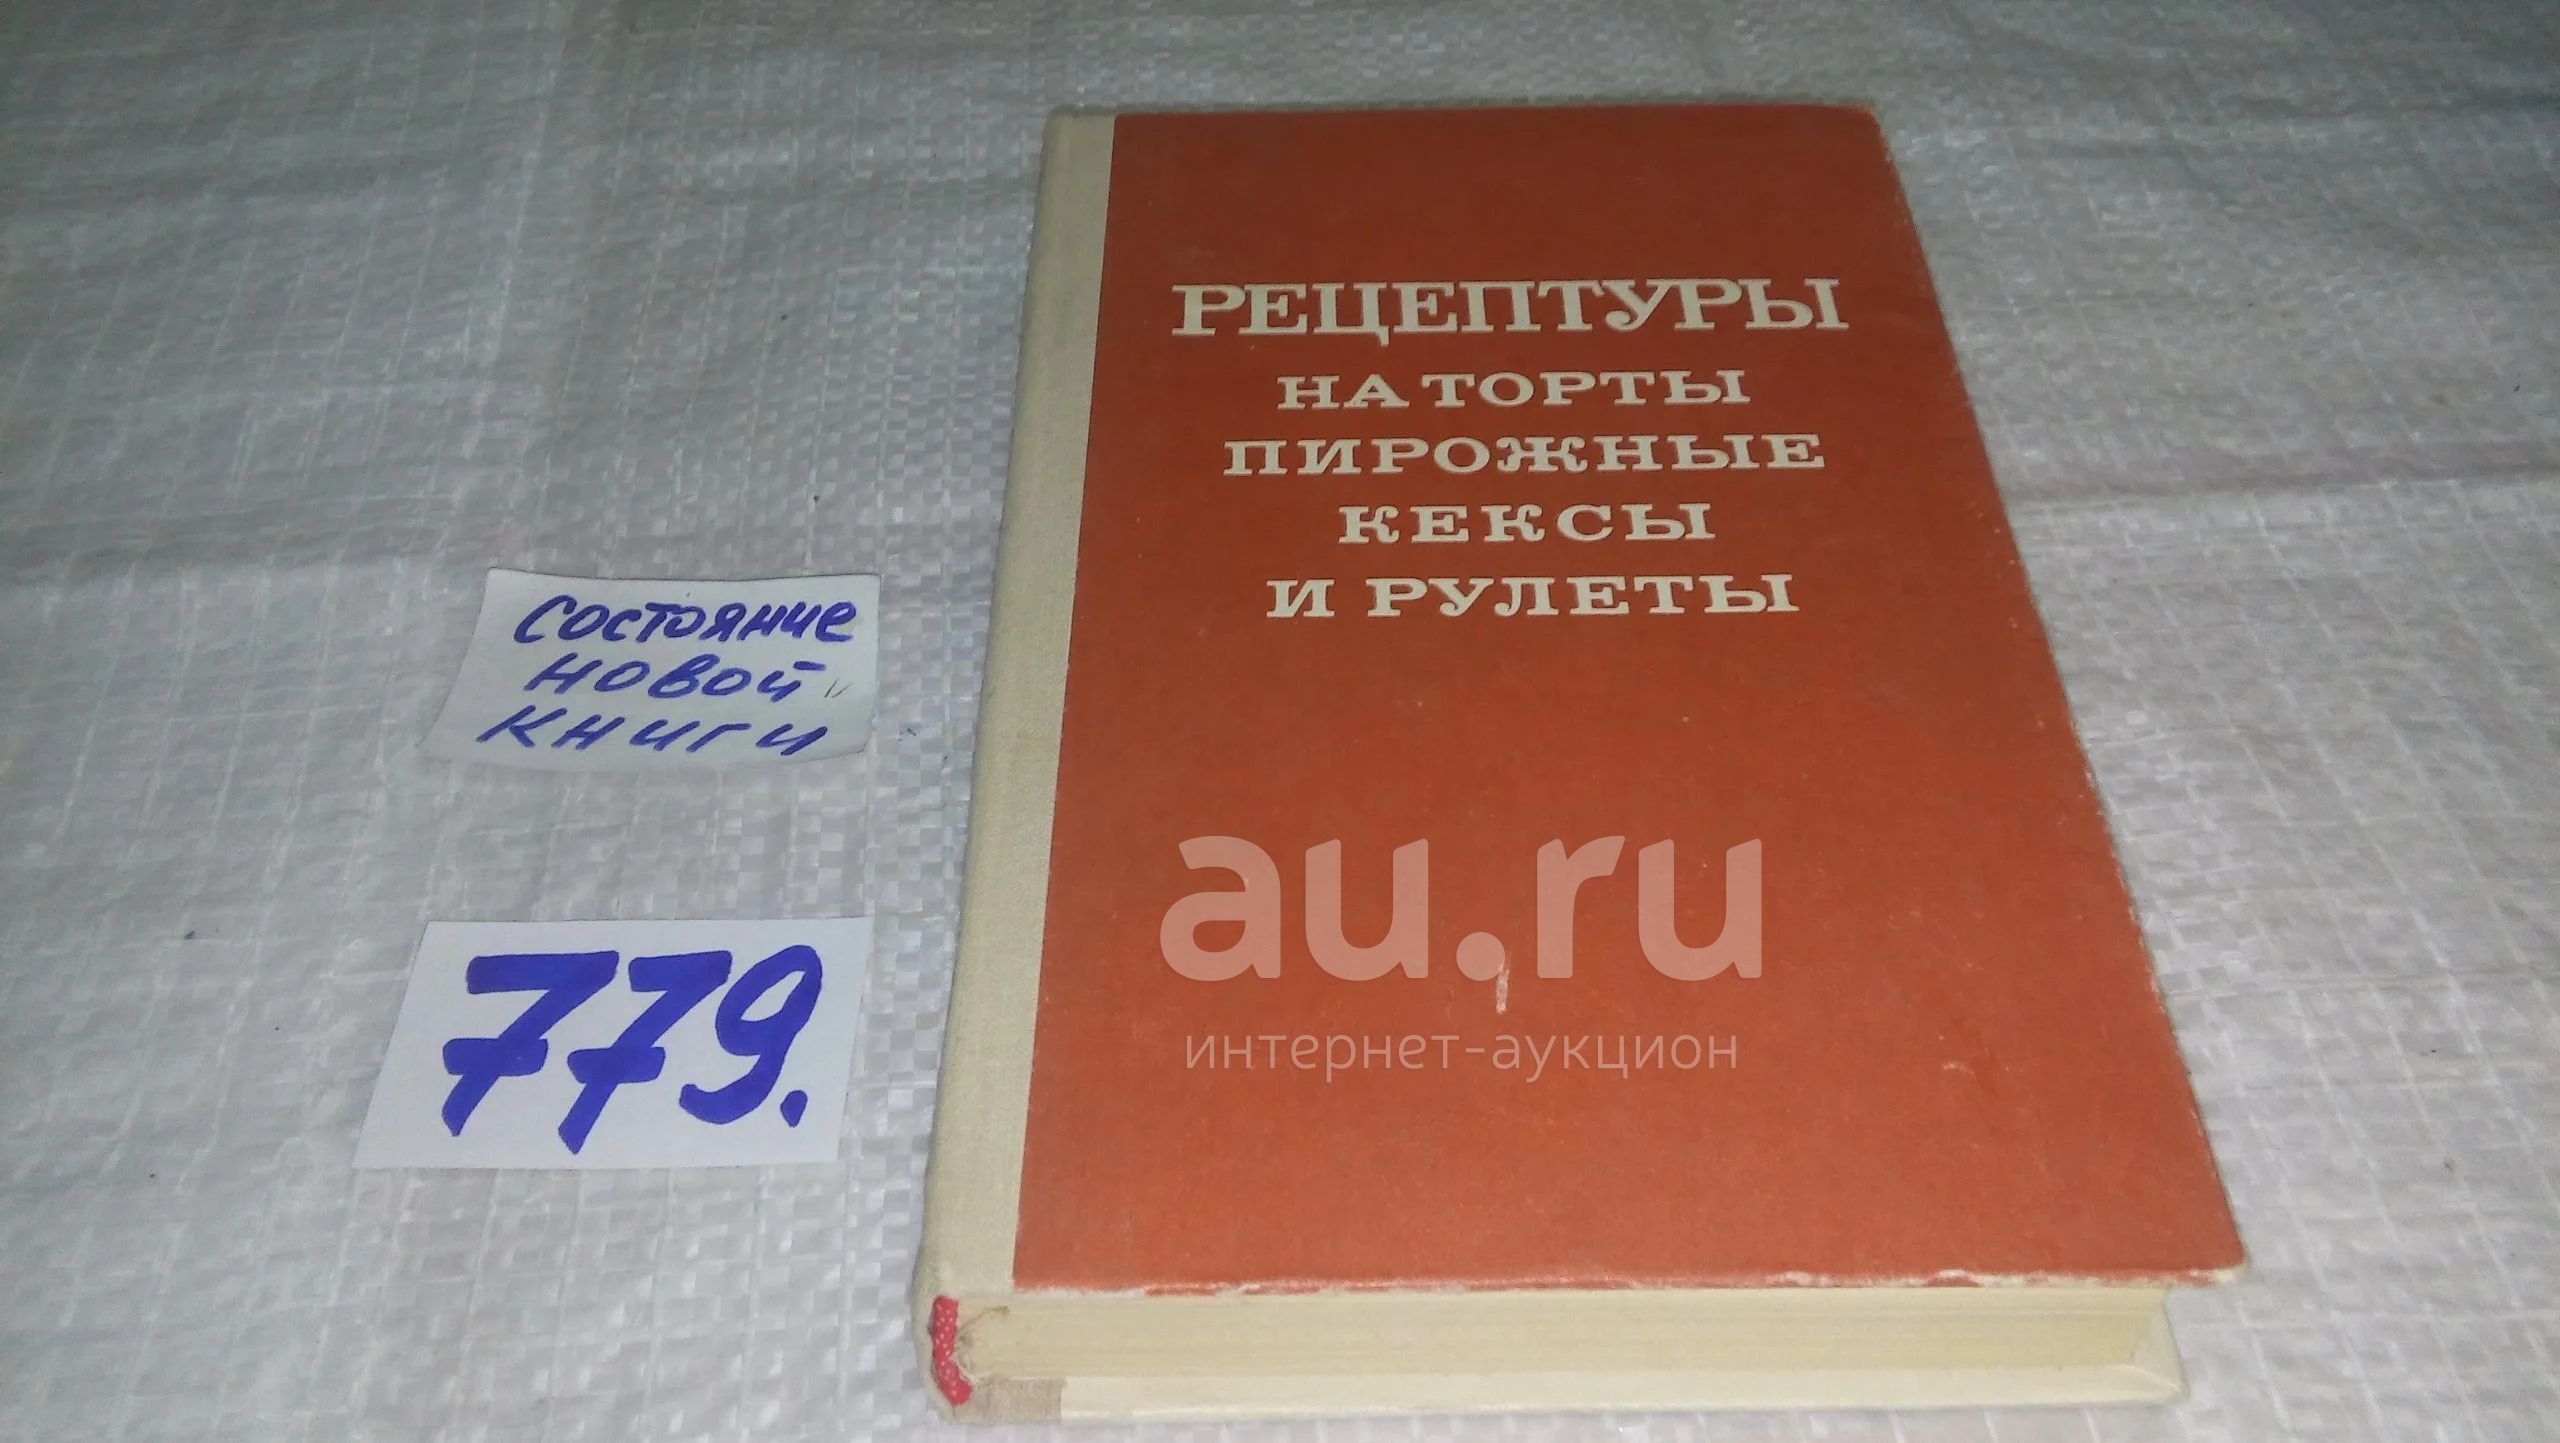 РЕЦЕПТУРЫ
НА ТОРТЫ
ПИРОЖНЫЕ
КЕКСЫ
И РУЛЕТЫ
состояние
новой
книги
779.
au.ru
интернет-аукцион